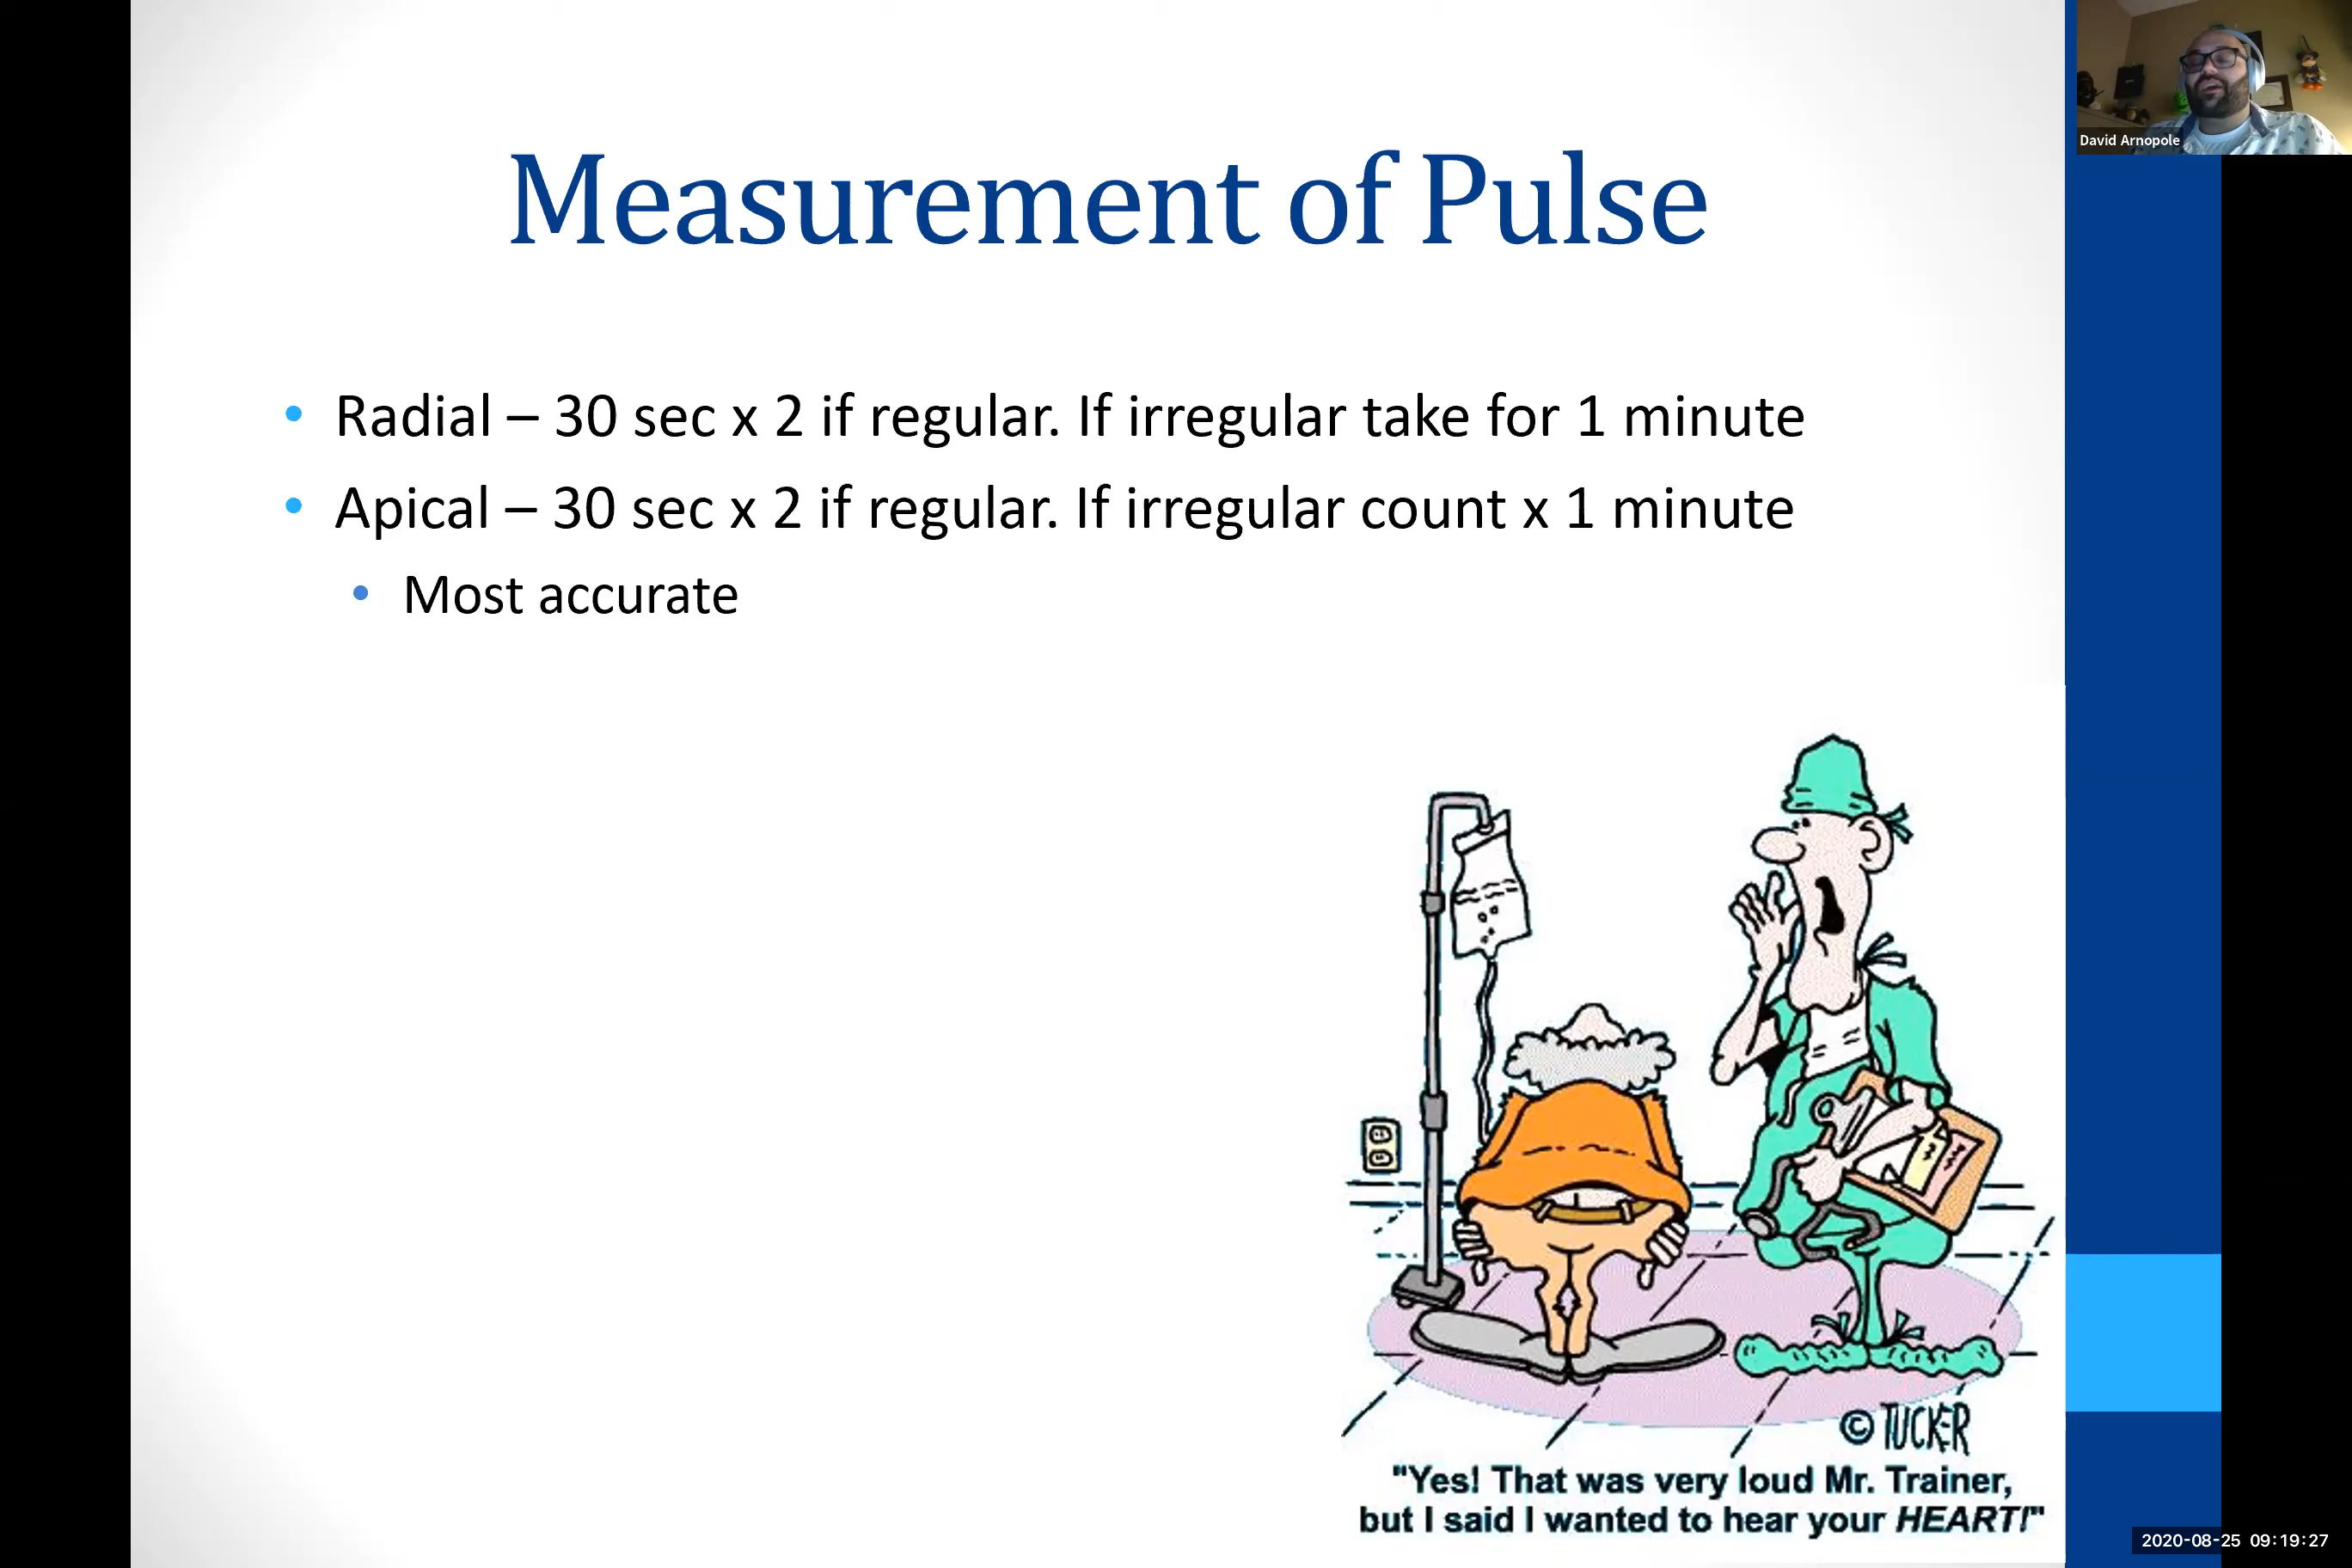 David Arnopole
Measurement of Pulse
• Radial – 30 sec x 2 if regular. If irregular take for 1 minute
• Apical – 30 sec x 2 if regular. If irregular count x 1 minute
• Most accurate
© TUCKER
"Yes! That was very loud Mr. Trainer,
but I said I wanted to hear your HEART!"
2020-08-25 09:19:27